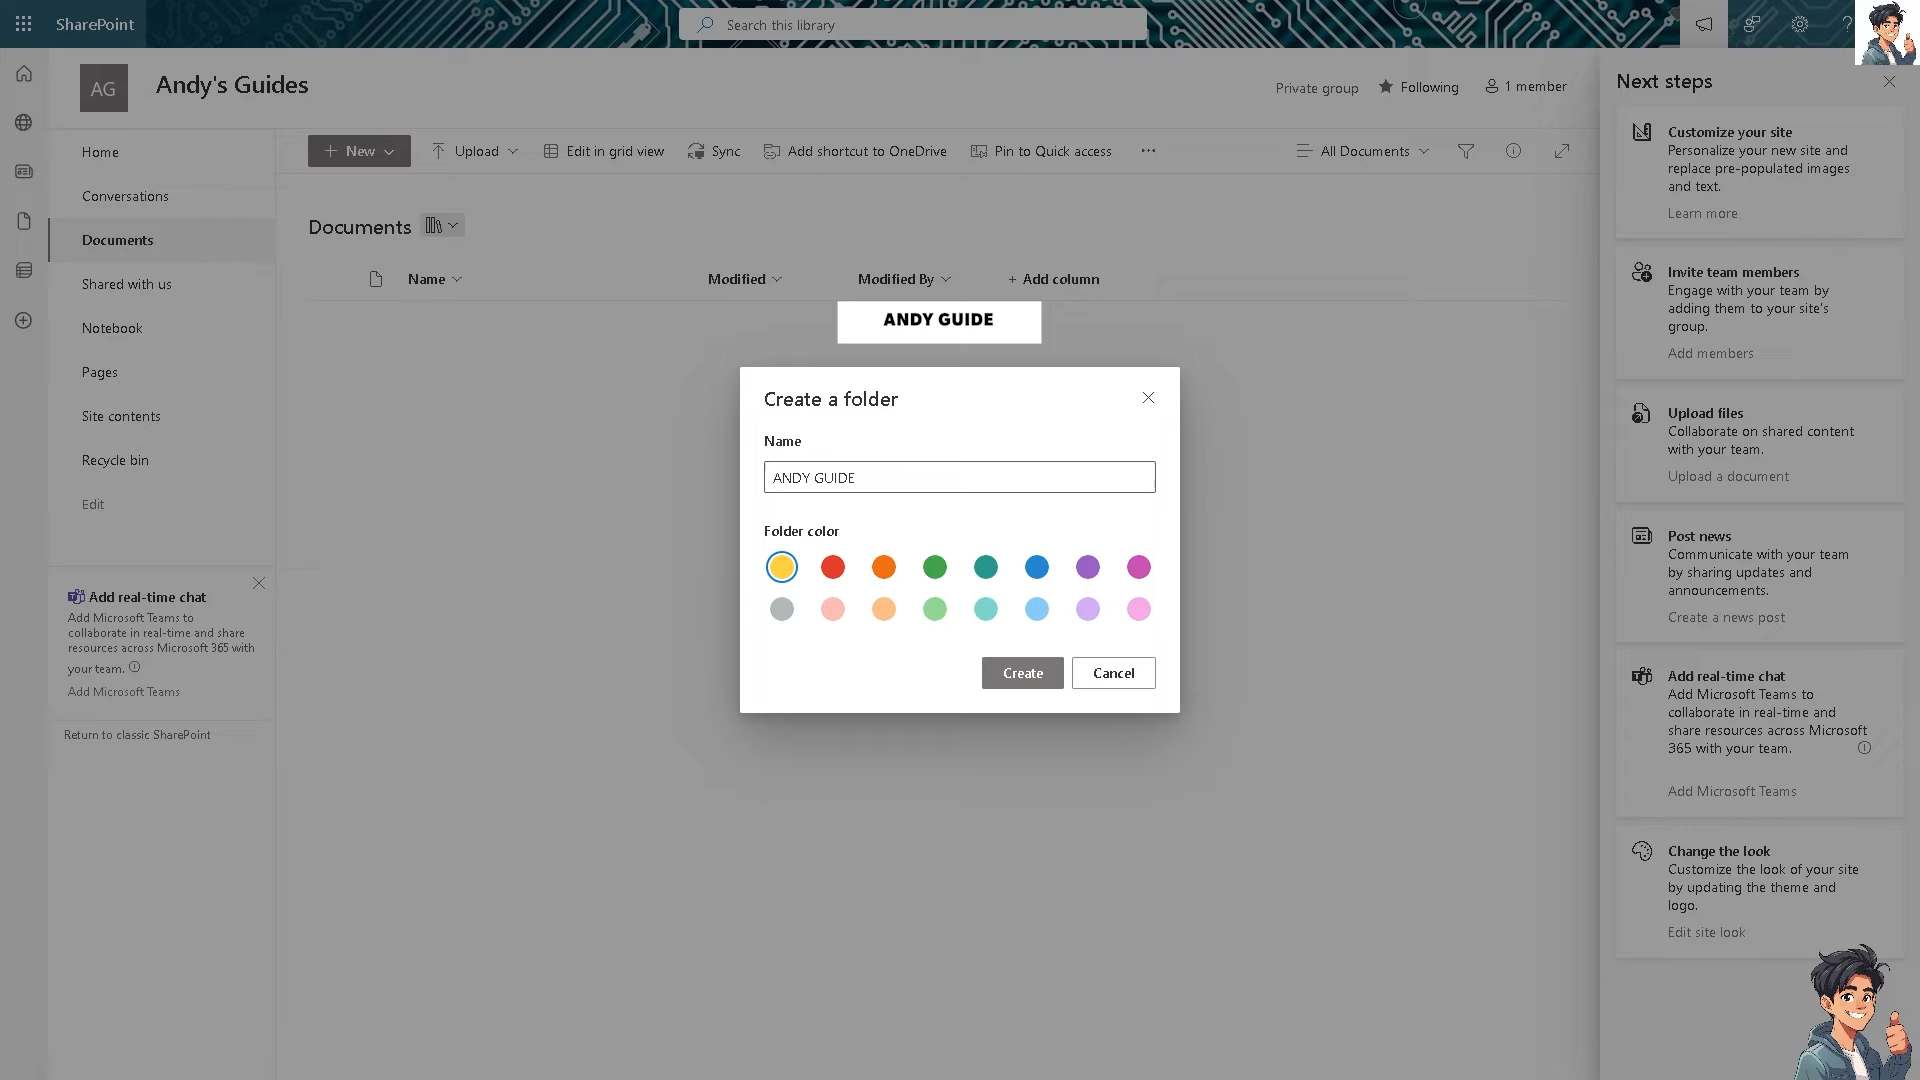 SharePoint
Search this library
?
AG
Andy's Guides
Private group
Following
1 member
Home
Conversations
Documents
Shared with us
Notebook
Pages
Site contents
Recycle bin
Edit
+ New
Upload
Edit in grid view
Sync
Add shortcut to OneDrive
Pin to Quick access
...
All Documents
Documents
Name
Modified
Modified By
+ Add column
ANDY GUIDE
Create a folder
Name
ANDY GUIDE
Folder color
Create
Cancel
Add real-time chat
Add Microsoft Teams to
collaborate in real-time and share
resources across Microsoft 365 with
your team.
Add Microsoft Teams
Return to classic SharePoint
Next steps
Customize your site
Personalize your new site and
replace pre-populated images
and text.
Learn more
Invite team members
Engage with your team by
adding them to your site's
group.
Add members
Upload files
Collaborate on shared content
with your team.
Upload a document
Post news
Communicate with your team
by sharing updates and
announcements.
Create a news post
Add real-time chat
Add Microsoft Teams to
collaborate in real-time and
share resources across Microsoft
365 with your team.
Add Microsoft Teams
Change the look
Customize the look of your site
by updating the theme and
logo.
Edit site look